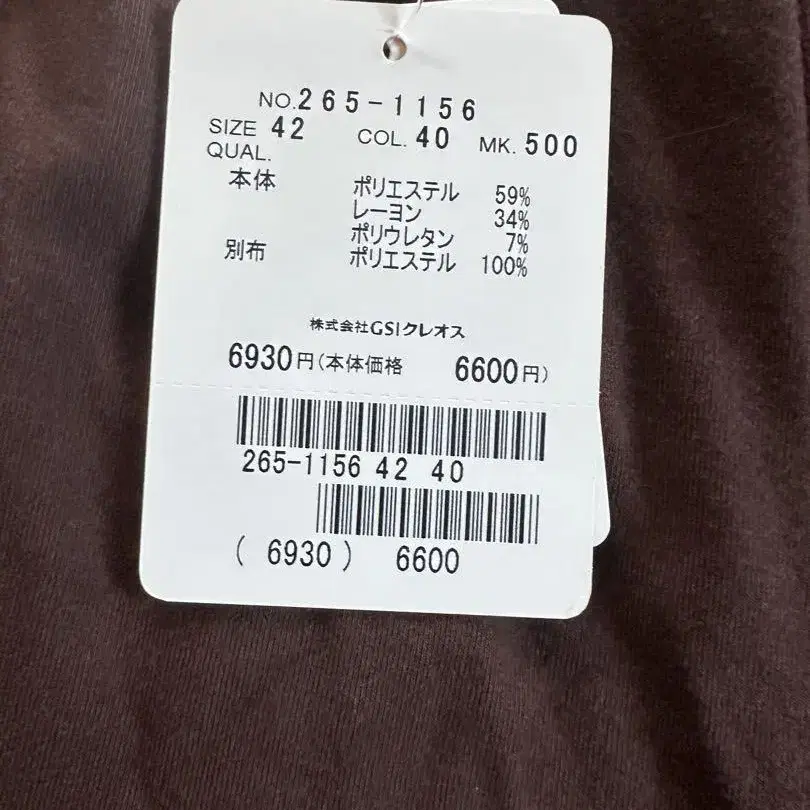 NO.265-1156
SIZE 42 COL. 40 MK. 500
QUAL.
本体 ポリエステル 59%
レーヨン 34%
ポリウレタン 7%
別布 ポリエステル 100%
株式会社GSIクレオス
6930円(本体価格 6600円)
265-1156 42 40
( 6930 ) 6600